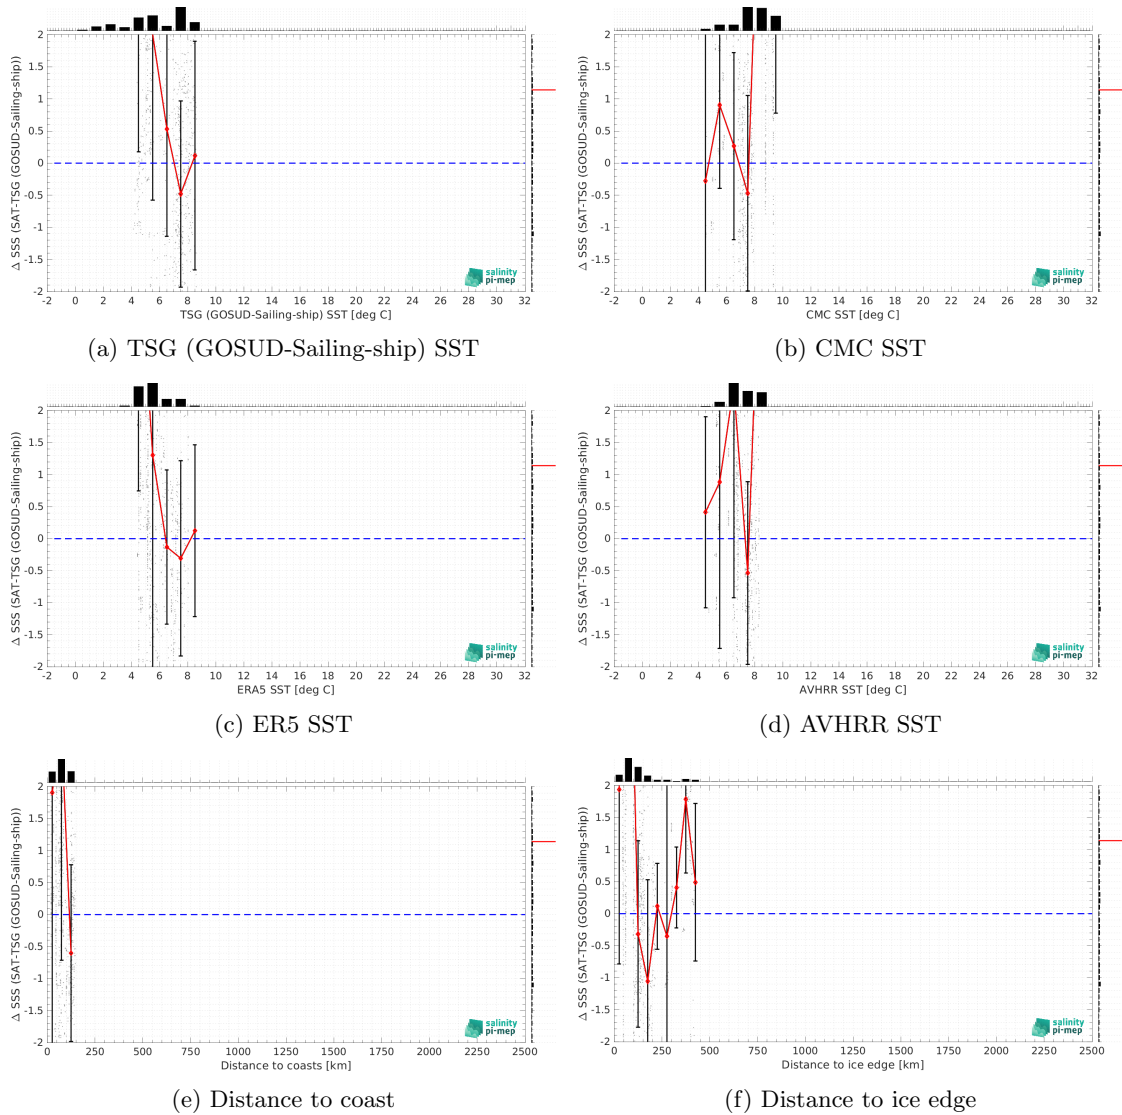 2
1.5
1
0.5
0
-0.5
-1
-1.5
-2
Δ SSS (SAT-TSG (GOSUD-Sailing-ship))
-2 0 2 4 6 8 10 12 14 16 18 20 22 24 26 28 30 32
TSG (GOSUD-Sailing-ship) SST [deg C]
salinity
pi-mep
(a) TSG (GOSUD-Sailing-ship) SST
2
1.5
1
0.5
0
-0.5
-1
-1.5
-2
Δ SSS (SAT-TSG (GOSUD-Sailing-ship))
-2 0 2 4 6 8 10 12 14 16 18 20 22 24 26 28 30 32
CMC SST [deg C]
salinity
pi-mep
(b) CMC SST
2
1.5
1
0.5
0
-0.5
-1
-1.5
-2
Δ SSS (SAT-TSG (GOSUD-Sailing-ship))
-2 0 2 4 6 8 10 12 14 16 18 20 22 24 26 28 30 32
ERA5 SST [deg C]
salinity
pi-mep
(c) ER5 SST
2
1.5
1
0.5
0
-0.5
-1
-1.5
-2
Δ SSS (SAT-TSG (GOSUD-Sailing-ship))
-2 0 2 4 6 8 10 12 14 16 18 20 22 24 26 28 30 32
AVHRR SST [deg C]
salinity
pi-mep
(d) AVHRR SST
2
1.5
1
0.5
0
-0.5
-1
-1.5
-2
Δ SSS (SAT-TSG (GOSUD-Sailing-ship))
0 250 500 750 1000 1250 1500 1750 2000 2250 2500
Distance to coasts [km]
salinity
pi-mep
(e) Distance to coast
2
1.5
1
0.5
0
-0.5
-1
-1.5
-2
Δ SSS (SAT-TSG (GOSUD-Sailing-ship))
0 250 500 750 1000 1250 1500 1750 2000 2250 2500
Distance to ice edge [km]
salinity
pi-mep
(f) Distance to ice edge